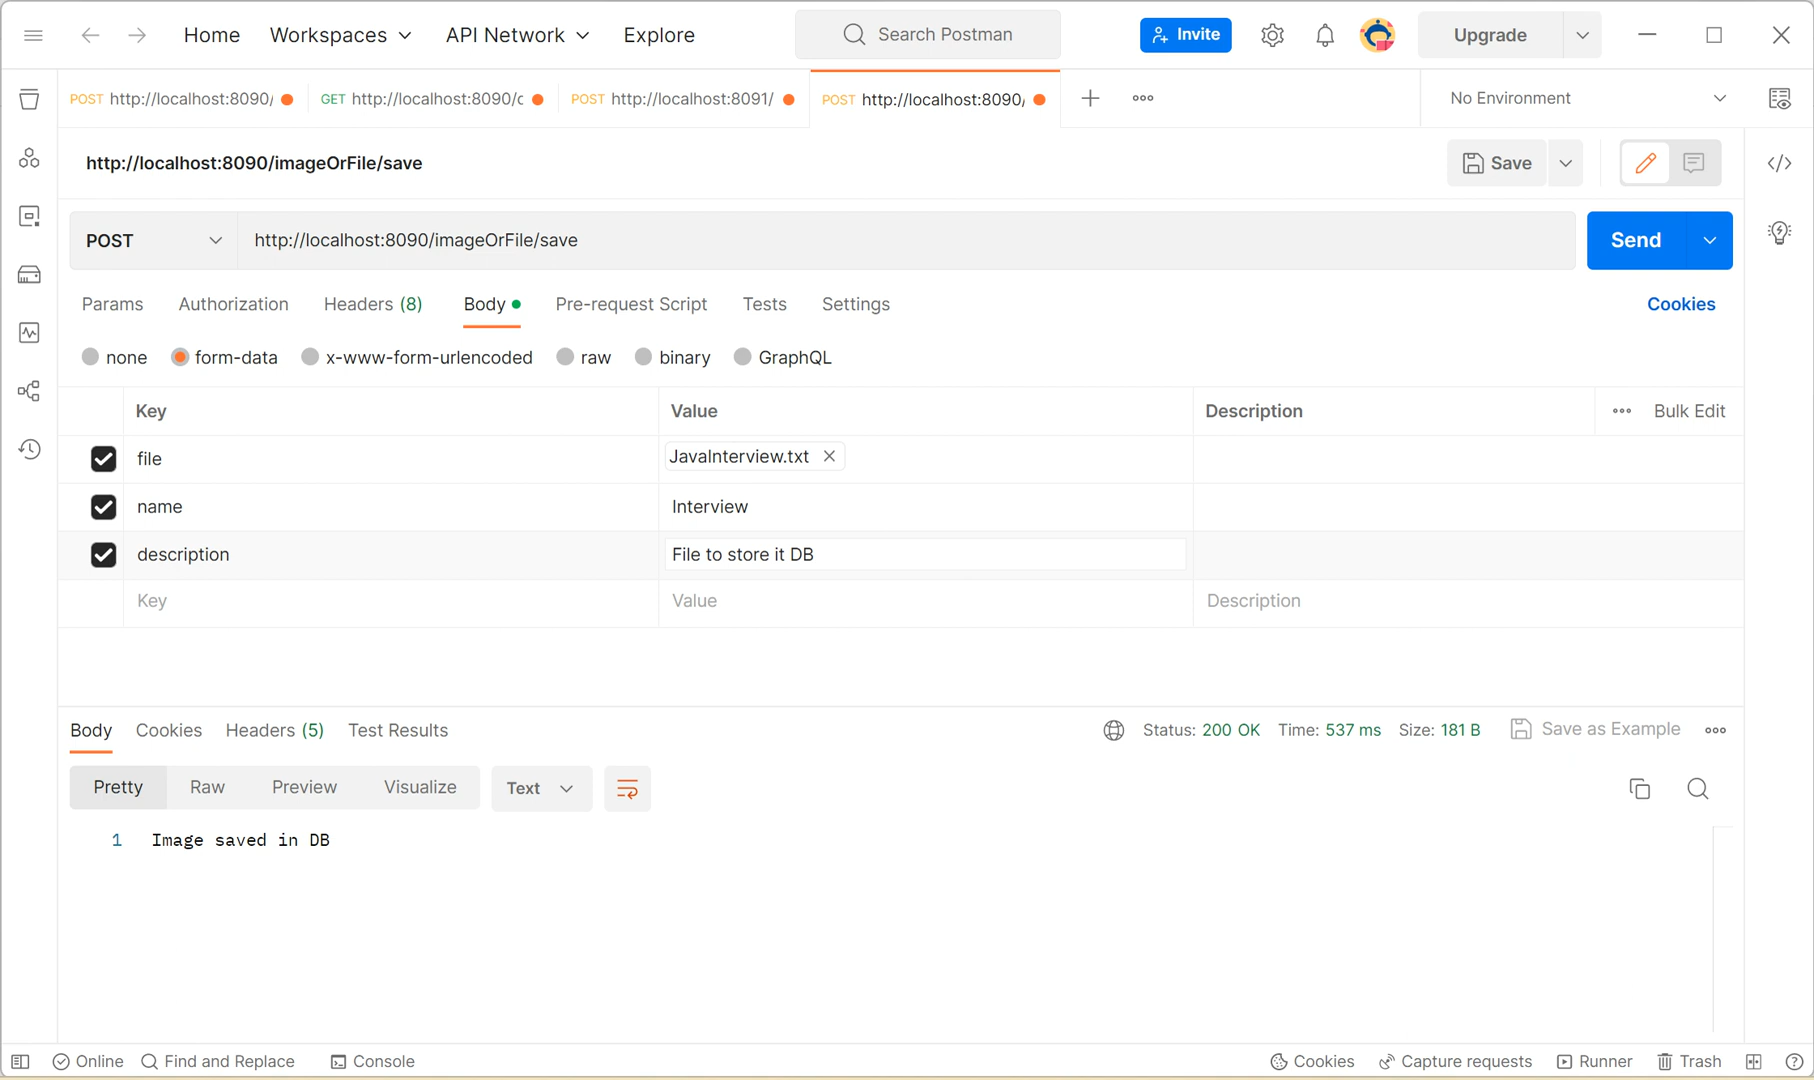 Home Workspaces API Network Explore Search Postman Invite Upgrade
POST http://localhost:8090/ GET http://localhost:8090/c POST http://localhost:8091/ POST http://localhost:8090/ No Environment
http://localhost:8090/imageOrFile/save Save
POST http://localhost:8090/imageOrFile/save Send
Params Authorization Headers (8) Body Pre-request Script Tests Settings Cookies
none form-data x-www-form-urlencoded raw binary GraphQL
Key Value Description Bulk Edit
file JavaInterview.txt
name Interview
description File to store it DB
Key Value Description
Body Cookies Headers (5) Test Results Status: 200 OK Time: 537 ms Size: 181 B Save as Example
Pretty Raw Preview Visualize Text
1 Image saved in DB
Online Find and Replace Console Cookies Capture requests Runner Trash